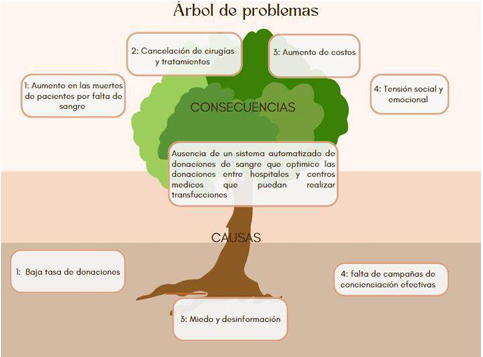 Árbol de problemas
2: Cancelación de cirugías
y tratamientos
3: Aumento de costos
1: Aumento en las muertes
de pacientes por falta de
sangre
CONSECUENCIAS
4: Tensión social y
emocional
Ausencia de un sistema automatizado de
donaciones de sangre que optimice las
donaciones entre hospitales y centros
medicos que puedan realizar
transfucciones
CAUSAS
1: Baja tasa de donaciones
4: falta de campañas de
concienciación efectivas
3: Miedo y desinformación